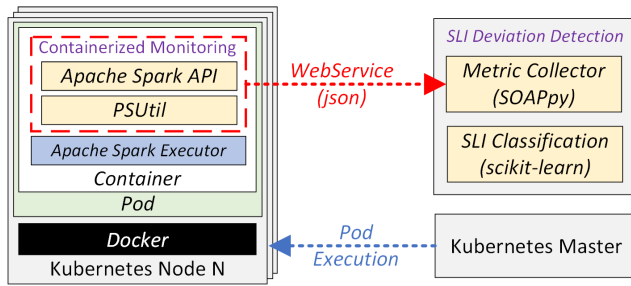 Containerized Monitoring
Apache Spark API
PSUtil
Apache Spark Executor
Container
Pod
Docker
Kubernetes Node N
WebService
(json)
Pod
Execution
SLI Deviation Detection
Metric Collector
(SOAPpy)
SLI Classification
(scikit-learn)
Kubernetes Master